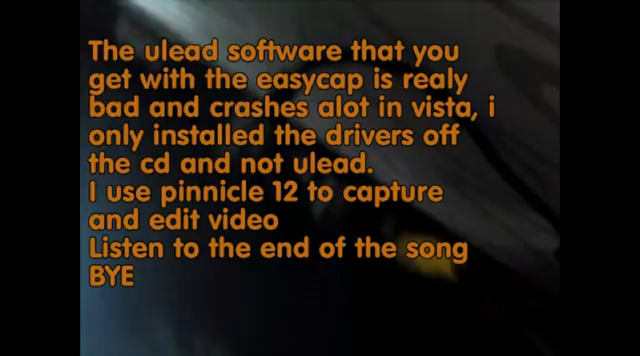 The ulead software that you
get with the easycap is realy
bad and crashes alot in vista, i
only installed the drivers off
the cd and not ulead.
I use pinnicle 12 to capture
and edit video
Listen to the end of the song
BYE